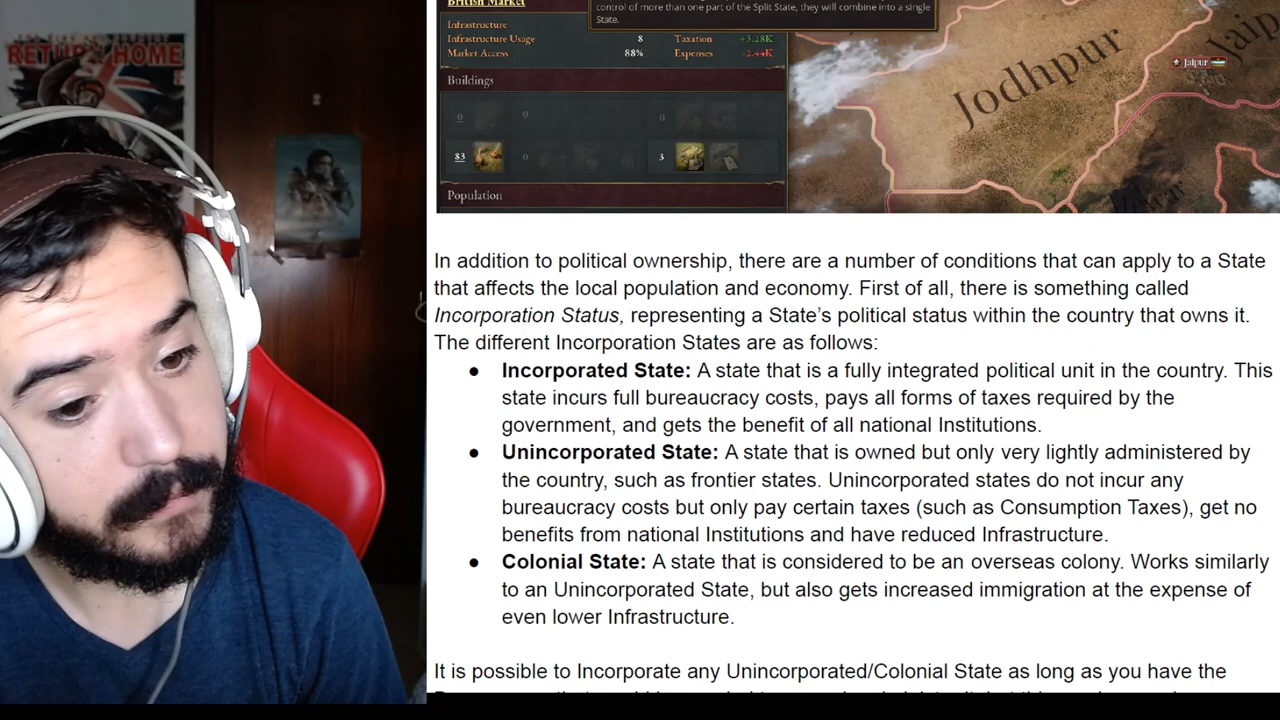 RETURN HOME
British Market
control of more than one part of the Split State, they will combine into a single
State.
Infrastructure
Infrastructure Usage 8 Taxation +3.28K
Market Access 88% Expenses -2.44K
Buildings
0 0 0
83 0 3
Population
Jodhpur
Jaipur
In addition to political ownership, there are a number of conditions that can apply to a State
that affects the local population and economy. First of all, there is something called
Incorporation Status, representing a State's political status within the country that owns it.
The different Incorporation States are as follows:
● Incorporated State: A state that is a fully integrated political unit in the country. This
state incurs full bureaucracy costs, pays all forms of taxes required by the
government, and gets the benefit of all national Institutions.
● Unincorporated State: A state that is owned but only very lightly administered by
the country, such as frontier states. Unincorporated states do not incur any
bureaucracy costs but only pay certain taxes (such as Consumption Taxes), get no
benefits from national Institutions and have reduced Infrastructure.
● Colonial State: A state that is considered to be an overseas colony. Works similarly
to an Unincorporated State, but also gets increased immigration at the expense of
even lower Infrastructure.
It is possible to Incorporate any Unincorporated/Colonial State as long as you have the